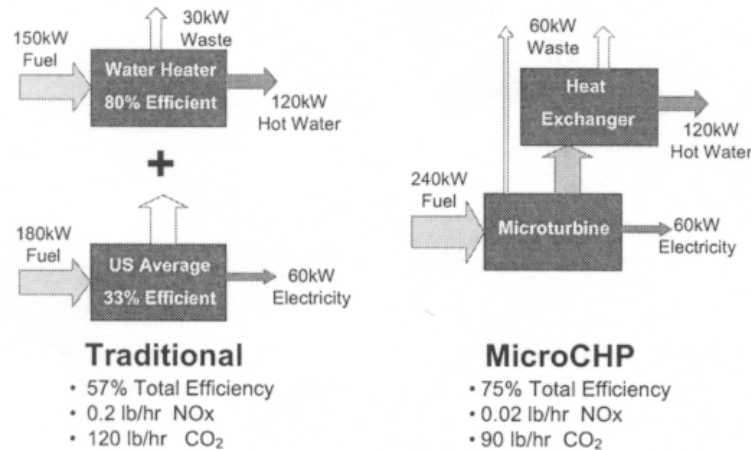 150kW
Fuel
30kW
Waste
Water Heater
80% Efficient
120kW
Hot Water
+
180kW
Fuel
US Average
33% Efficient
60kW
Electricity
Traditional
• 57% Total Efficiency
• 0.2 lb/hr NOx
• 120 lb/hr CO₂
60kW
Waste
Heat
Exchanger
120kW
Hot Water
240kW
Fuel
Microturbine
60kW
Electricity
MicroCHP
• 75% Total Efficiency
• 0.02 lb/hr NOx
• 90 lb/hr CO₂